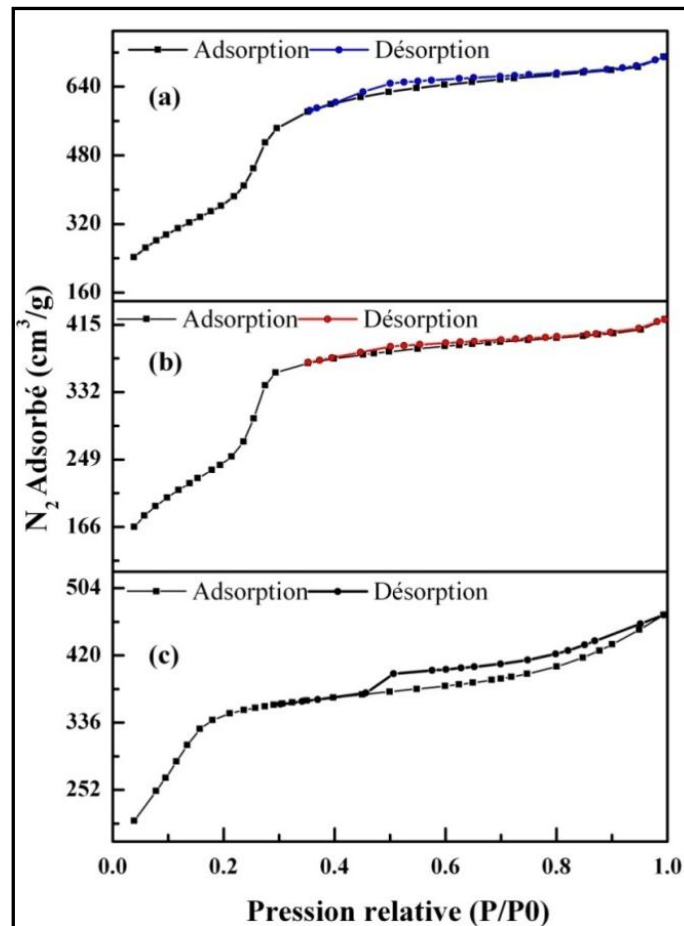 Adsorption Désorption
(a)
640
480
320
160
Adsorption Désorption
(b)
415
332
249
166
Adsorption Désorption
(c)
504
420
336
252
N₂ Adsorbé (cm³/g)
0.0 0.2 0.4 0.6 0.8 1.0
Pression relative (P/P0)